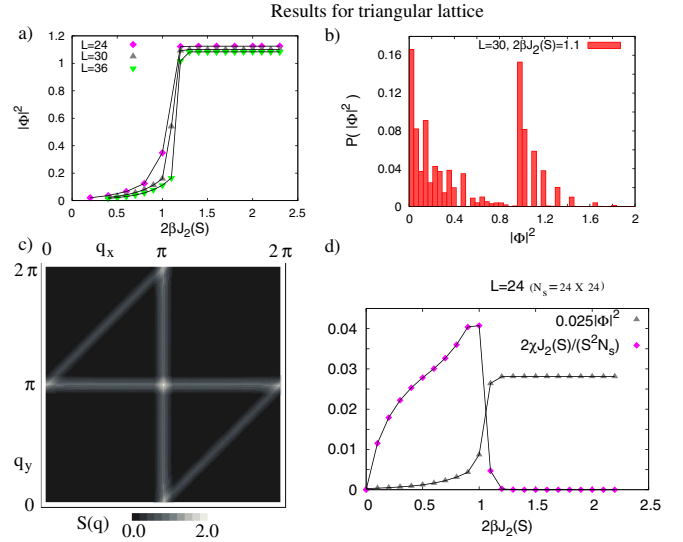 Results for triangular lattice
a)
1.2
1
0.8
0.6
0.4
0.2
0
|Φ|²
L=24
L=30
L=36
0 0.5 1 1.5 2 2.5
2βJ₂(S)
b)
0.16
0.12
0.08
0.04
0
P( |Φ|² )
L=30, 2βJ₂(S)=1.1
0 0.4 0.8 1.2 1.6 2
|Φ|²
c)
0 qₓ π 2 π
2 π
π
q_y
0
S(q) 0.0 2.0
d)
L=24 (Nₛ = 24 X 24)
0.04
0.03
0.02
0.01
0
0.025|Φ|²
2χJ₂(S)/(S²Nₛ)
0 0.5 1 1.5 2 2.5
2βJ₂(S)